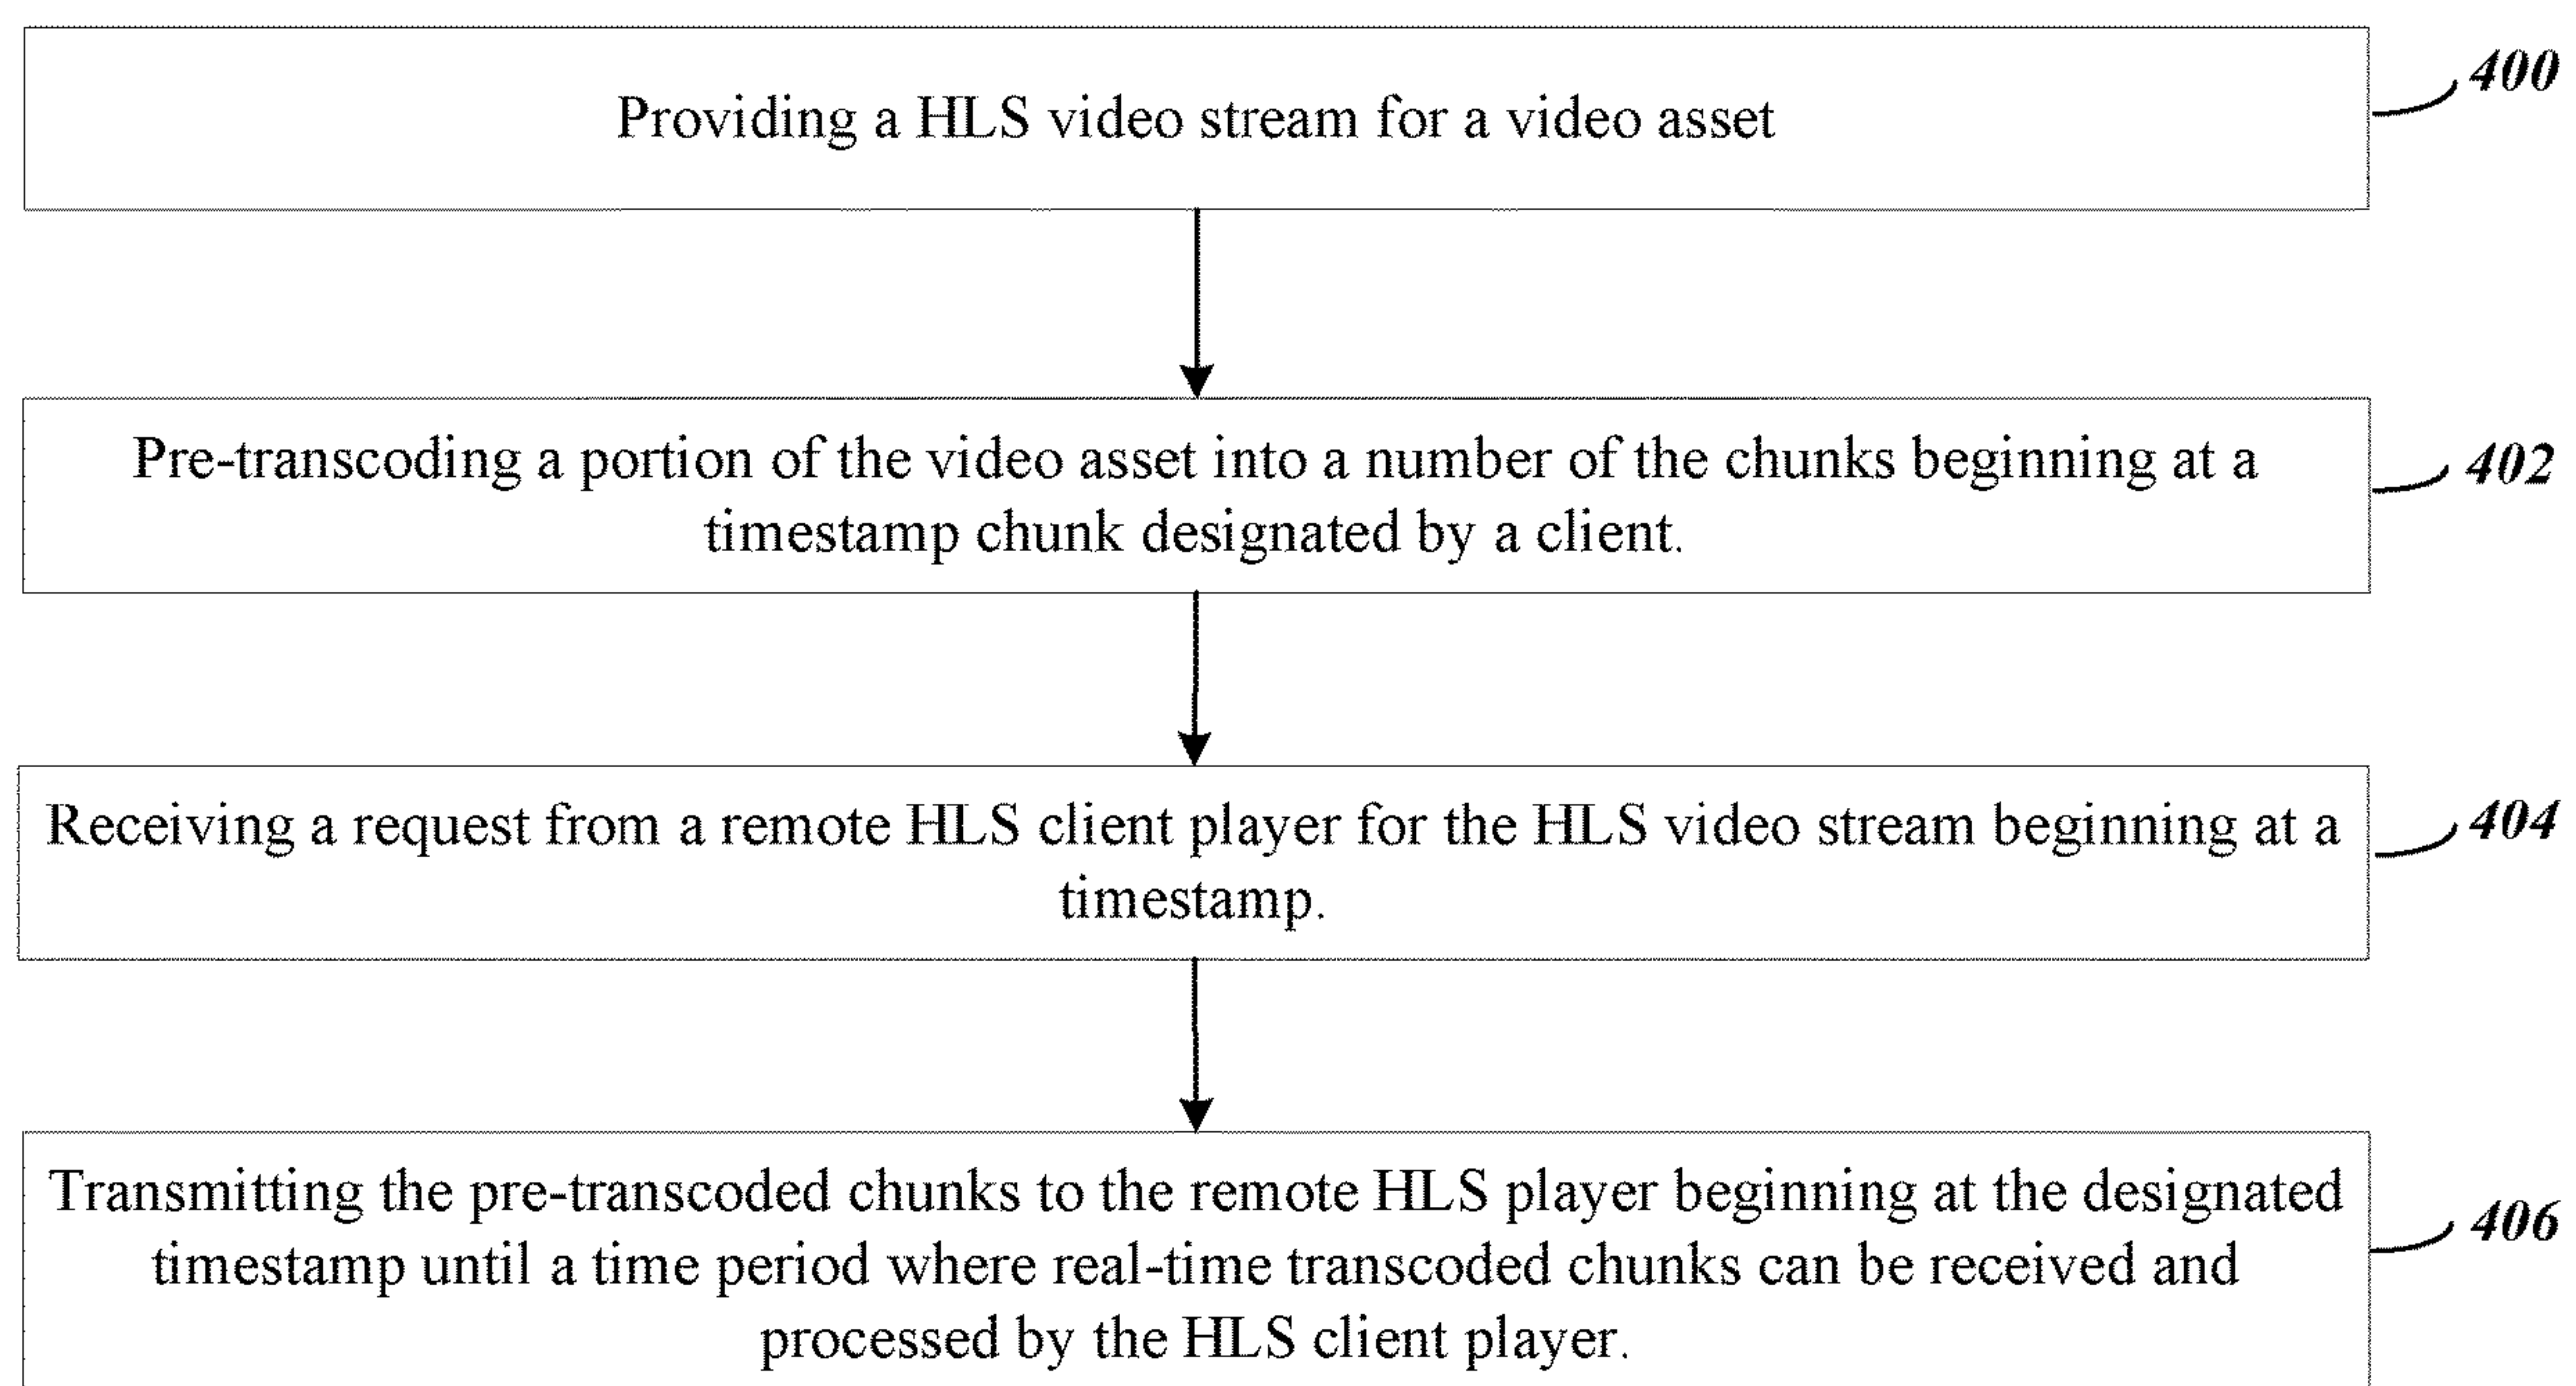 Providing a HLS video stream for a video asset
400
Pre-transcoding a portion of the video asset into a number of the chunks beginning at a
timestamp chunk designated by a client.
402
Receiving a request from a remote HLS client player for the HLS video stream beginning at a
timestamp.
404
Transmitting the pre-transcoded chunks to the remote HLS player beginning at the designated
timestamp until a time period where real-time transcoded chunks can be received and
processed by the HLS client player.
406